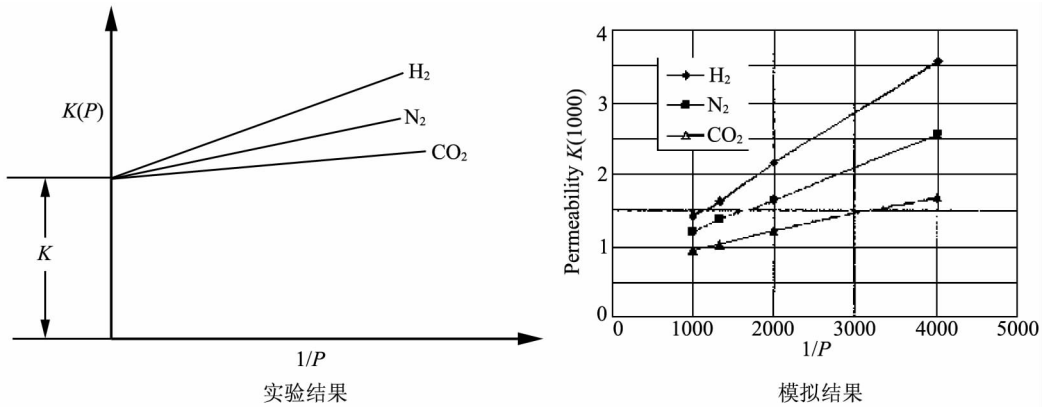 K(P)
H₂
N₂
CO₂
K
1/P
实验结果
Permeability K(1000)
4
3
2
1
0
H₂
N₂
CO₂
0 1000 2000 3000 4000 5000
1/P
模拟结果